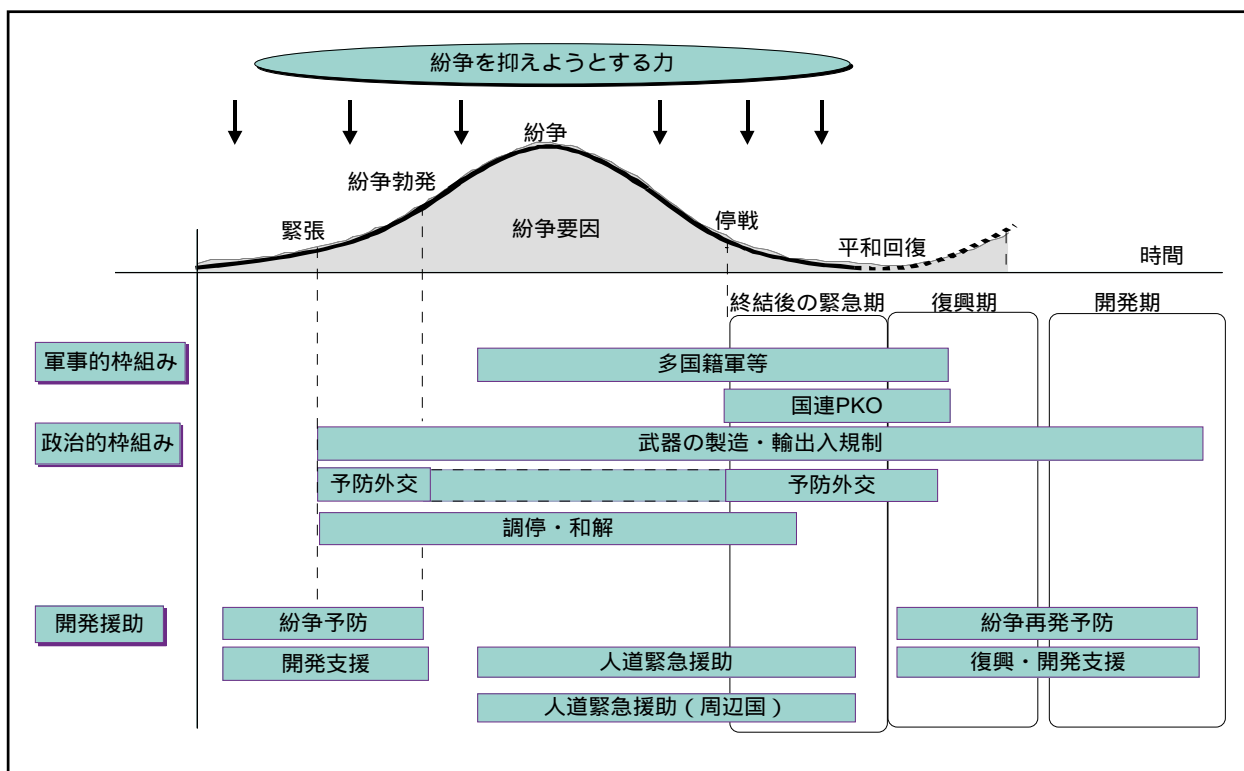 紛争を抑えようとする力
紛争
紛争勃発
緊張
紛争要因
停戦
平和回復
時間
終結後の緊急期
復興期
開発期
軍事的枠組み
多国籍軍等
国連PKO
政治的枠組み
武器の製造・輸出入規制
予防外交
予防外交
調停・和解
開発援助
紛争予防
紛争再発予防
開発支援
人道緊急援助
復興・開発支援
人道緊急援助(周辺国)